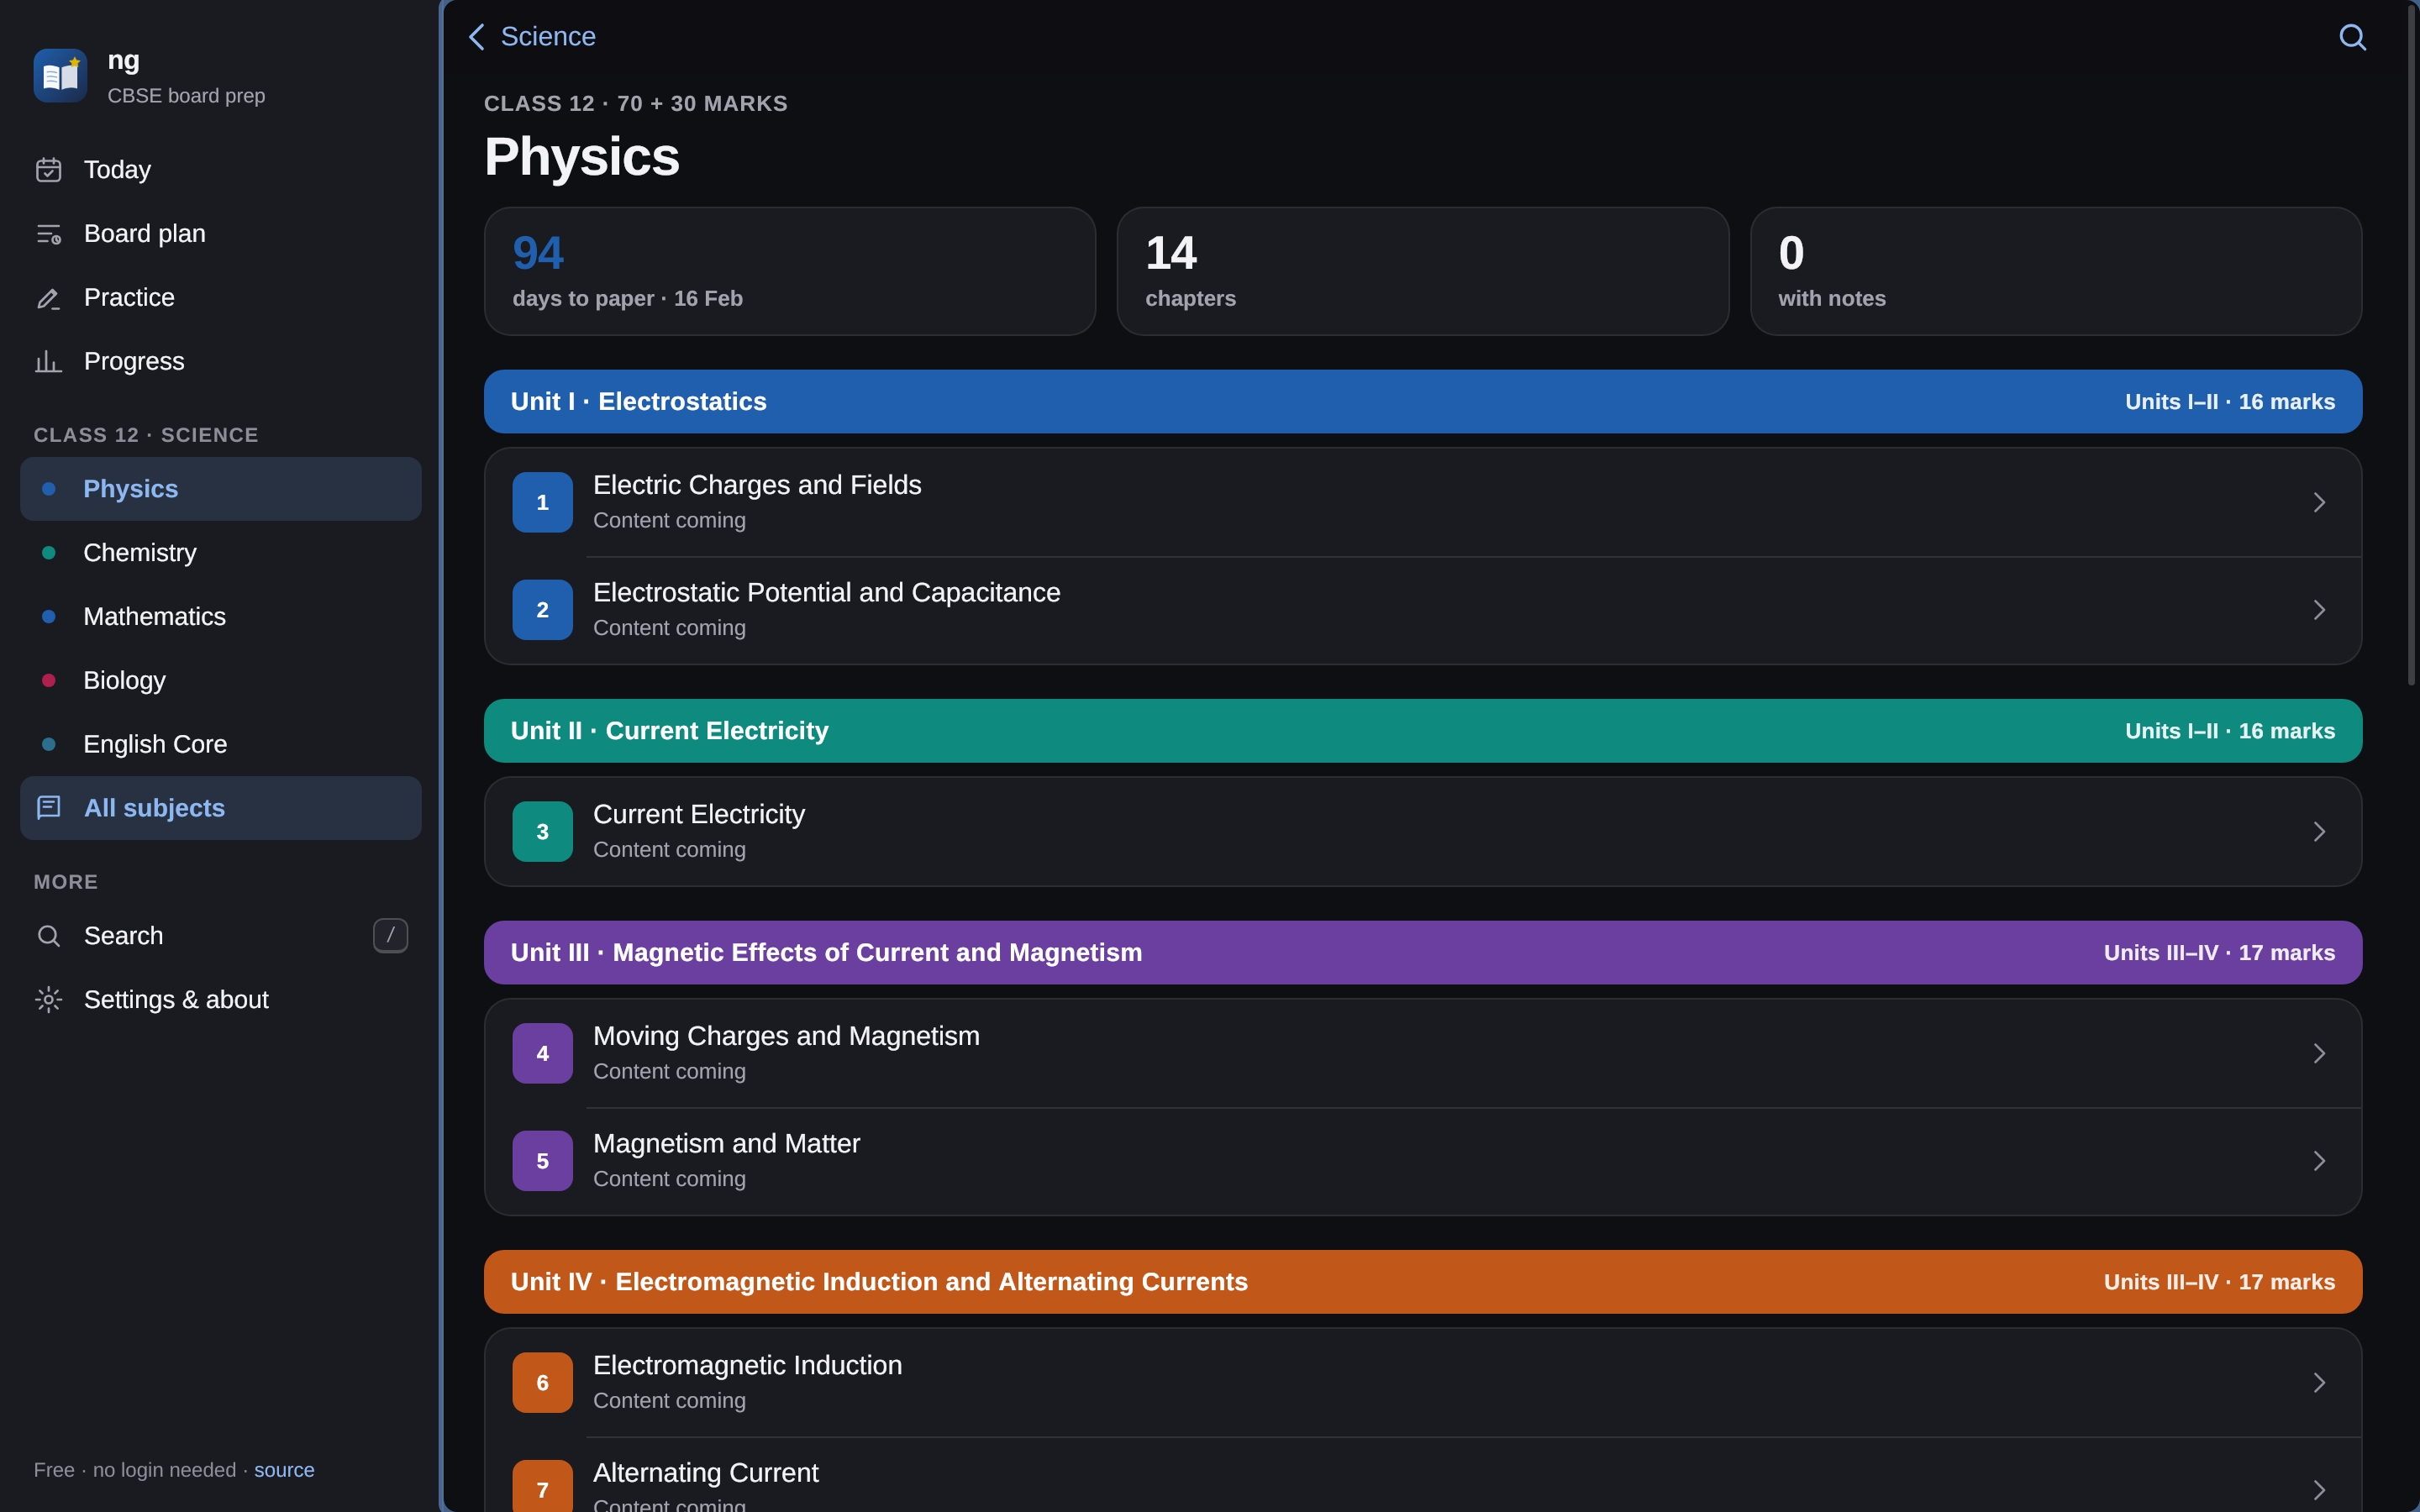 ng
CBSE board prep
Today
Board plan
Practice
Progress
CLASS 12 · SCIENCE
Physics
Chemistry
Mathematics
Biology
English Core
All subjects
MORE
Search /
Settings & about
Free · no login needed · source
Science
CLASS 12 · 70 + 30 MARKS
Physics
94
days to paper · 16 Feb
14
chapters
0
with notes
Unit I · Electrostatics Units I–II · 16 marks
1 Electric Charges and Fields
Content coming
2 Electrostatic Potential and Capacitance
Content coming
Unit II · Current Electricity Units I–II · 16 marks
3 Current Electricity
Content coming
Unit III · Magnetic Effects of Current and Magnetism Units III–IV · 17 marks
4 Moving Charges and Magnetism
Content coming
5 Magnetism and Matter
Content coming
Unit IV · Electromagnetic Induction and Alternating Currents Units III–IV · 17 marks
6 Electromagnetic Induction
Content coming
7 Alternating Current
Content coming